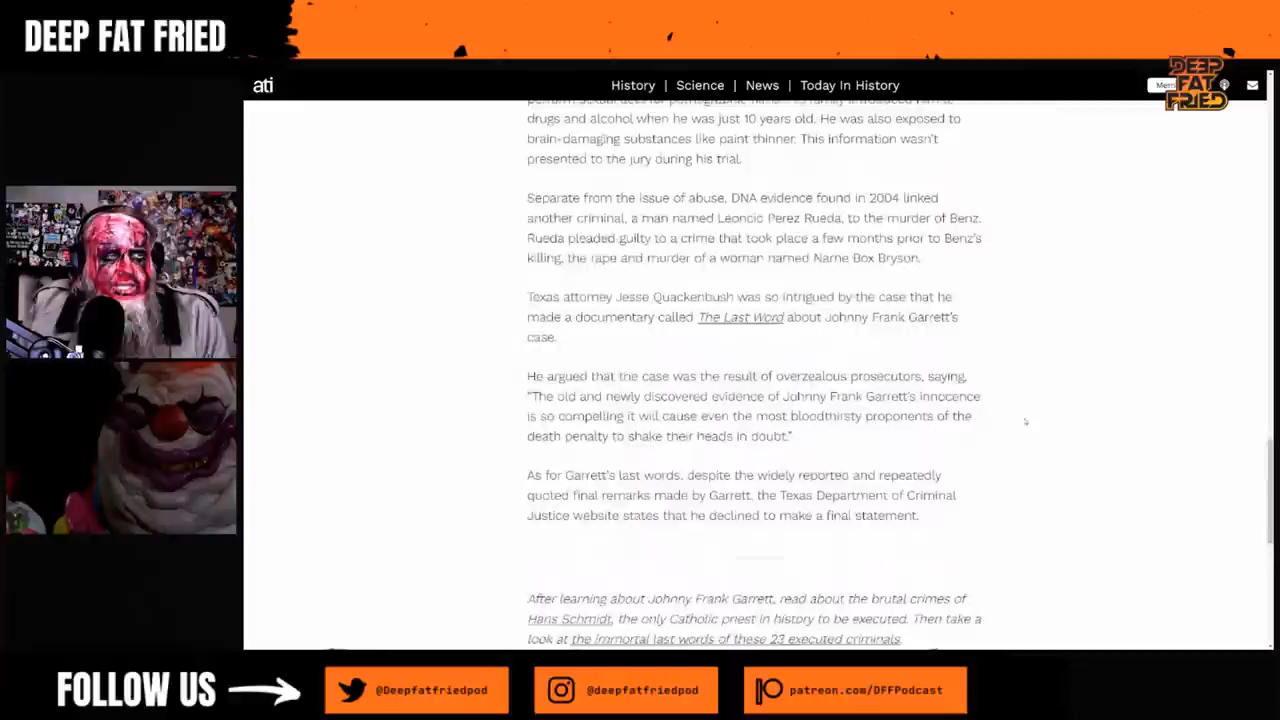 DEEP FAT FRIED
ati
History | Science | News | Today In History
DEEP
FAT
FRIED
drugs and alcohol when he was just 10 years old. He was also exposed to
brain-damaging substances like paint thinner. This information wasn't
presented to the jury during his trial.
Separate from the issue of abuse, DNA evidence found in 2004 linked
another criminal, a man named Leoncio Perez Rueda, to the murder of Benz.
Rueda pleaded guilty to a crime that took place a few months prior to Benz's
killing, the rape and murder of a woman named Narnie Box Bryson.
Texas attorney Jesse Quackenbush was so intrigued by the case that he
made a documentary called The Last Word about Johnny Frank Garrett's
case.
He argued that the case was the result of overzealous prosecutors, saying,
"The old and newly discovered evidence of Johnny Frank Garrett's innocence
is so compelling it will cause even the most bloodthirsty proponents of the
death penalty to shake their heads in doubt."
As for Garrett's last words, despite the widely reported and repeatedly
quoted final remarks made by Garrett, the Texas Department of Criminal
Justice website states that he declined to make a final statement.
After learning about Johnny Frank Garrett, read about the brutal crimes of
Hans Schmidt, the only Catholic priest in history to be executed. Then take a
look at the immortal last words of these 23 executed criminals.
FOLLOW US
@Deepfatfriedpod
@deepfatfriedpod
patreon.com/DFFPodcast